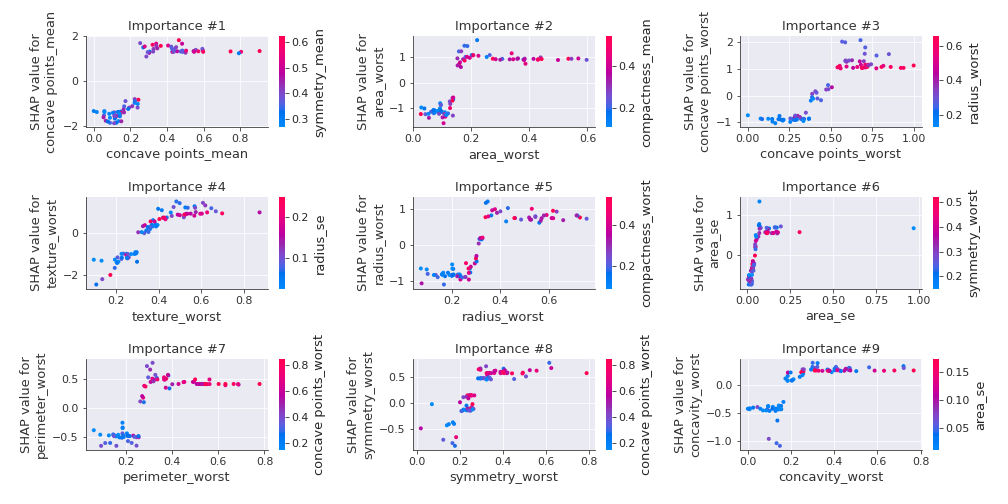 Importance #1
Importance #2
Importance #3
SHAP value for
concave points_mean
2
0
−2
0.0
0.2
0.4
0.6
0.8
concave points_mean
0.6
0.5
0.4
0.3
symmetry_mean
SHAP value for
area_worst
1
0
−1
0.0
0.2
0.4
0.6
area_worst
0.4
0.2
compactness_mean
SHAP value for
concave points_worst
2
1
0
−1
0.00
0.25
0.50
0.75
1.00
concave points_worst
0.6
0.4
0.2
radius_worst
Importance #4
Importance #5
Importance #6
SHAP value for
texture_worst
0
−2
0.2
0.4
0.6
0.8
texture_worst
0.2
0.1
radius_se
SHAP value for
radius_worst
1
0
−1
0.2
0.4
0.6
radius_worst
0.4
0.2
compactness_worst
SHAP value for
area_se
1
0
0.00
0.25
0.50
0.75
1.00
area_se
0.5
0.4
0.3
0.2
symmetry_worst
Importance #7
Importance #8
Importance #9
SHAP value for
perimeter_worst
0.5
0.0
−0.5
0.2
0.4
0.6
0.8
perimeter_worst
0.8
0.6
0.4
0.2
concave points_worst
SHAP value for
symmetry_worst
0.5
0.0
−0.5
0.0
0.2
0.4
0.6
0.8
symmetry_worst
0.8
0.6
0.4
0.2
concave points_worst
SHAP value for
concavity_worst
0.0
−0.5
−1.0
0.0
0.2
0.4
0.6
0.8
concavity_worst
0.15
0.10
0.05
area_se